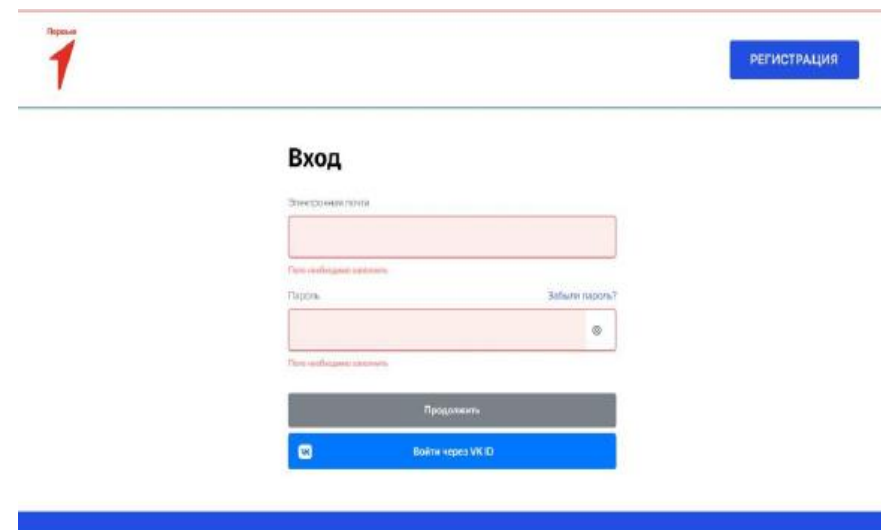 Первые
РЕГИСТРАЦИЯ
Вход
Электронная почта
Поле необходимо заполнить
Пароль
Забыли пароль?
Поле необходимо заполнить
Продолжить
Войти через VK ID